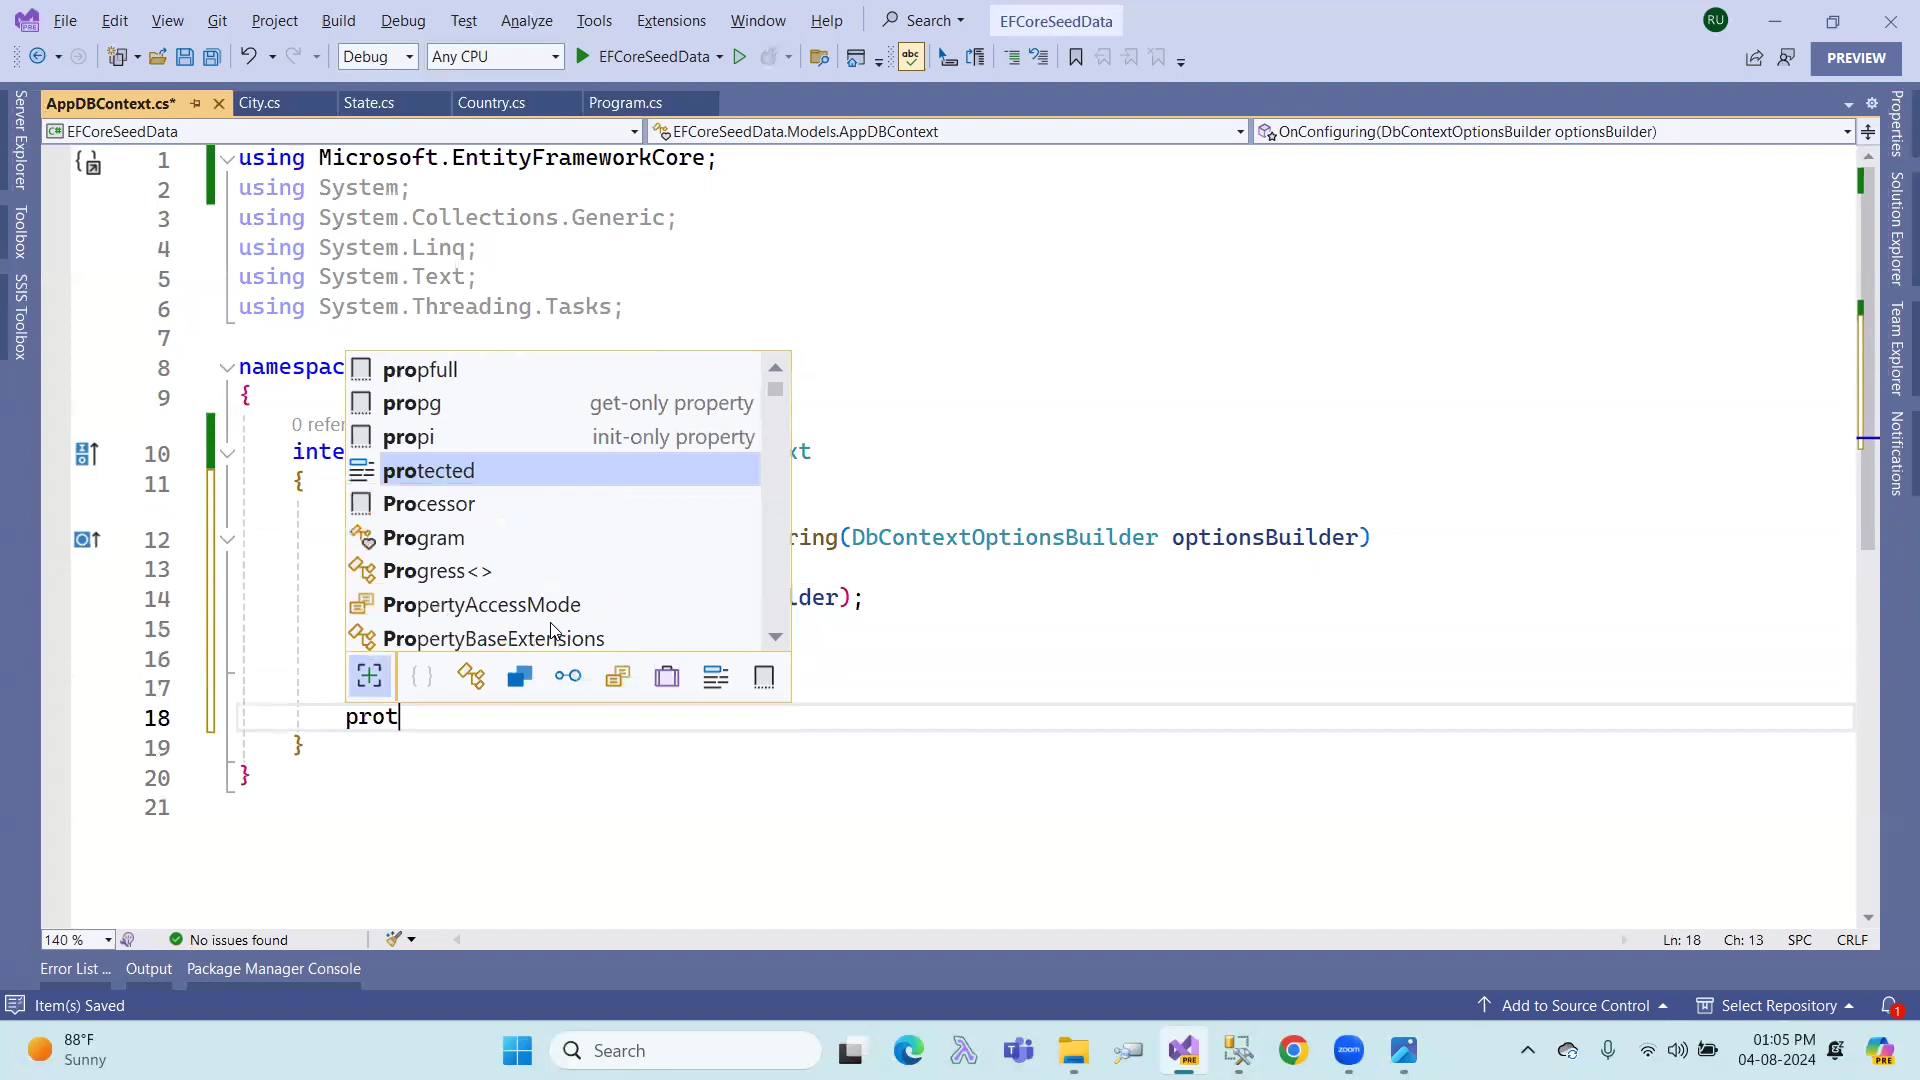 File Edit View Git Project Build Debug Test Analyze Tools Extensions Window Help Search EFCoreSeedData RU
Debug Any CPU EFCoreSeedData abc PREVIEW
AppDBContext.cs* City.cs State.cs Country.cs Program.cs
C# EFCoreSeedData EFCoreSeedData.Models.AppDBContext OnConfiguring(DbContextOptionsBuilder optionsBuilder)
Server Explorer
Toolbox
SSIS Toolbox
Properties
Solution Explorer
Team Explorer
Notifications
1 using Microsoft.EntityFrameworkCore;
2 using System;
3 using System.Collections.Generic;
4 using System.Linq;
5 using System.Text;
6 using System.Threading.Tasks;
7
8 namespac
9 {
0 refer
10 inte xt
11 {
12 ring(DbContextOptionsBuilder optionsBuilder)
13
14 lder);
15
16
17
18 prot
19 }
20 }
21
propfull
propg get-only property
propi init-only property
protected
Processor
Program
Progress<>
PropertyAccessMode
PropertyBaseExtensions
140 % No issues found Ln: 18 Ch: 13 SPC CRLF
Error List ... Output Package Manager Console
Item(s) Saved Add to Source Control Select Repository 1
88°F
Sunny
Search
zoom
PRE
01:05 PM
04-08-2024
PRE